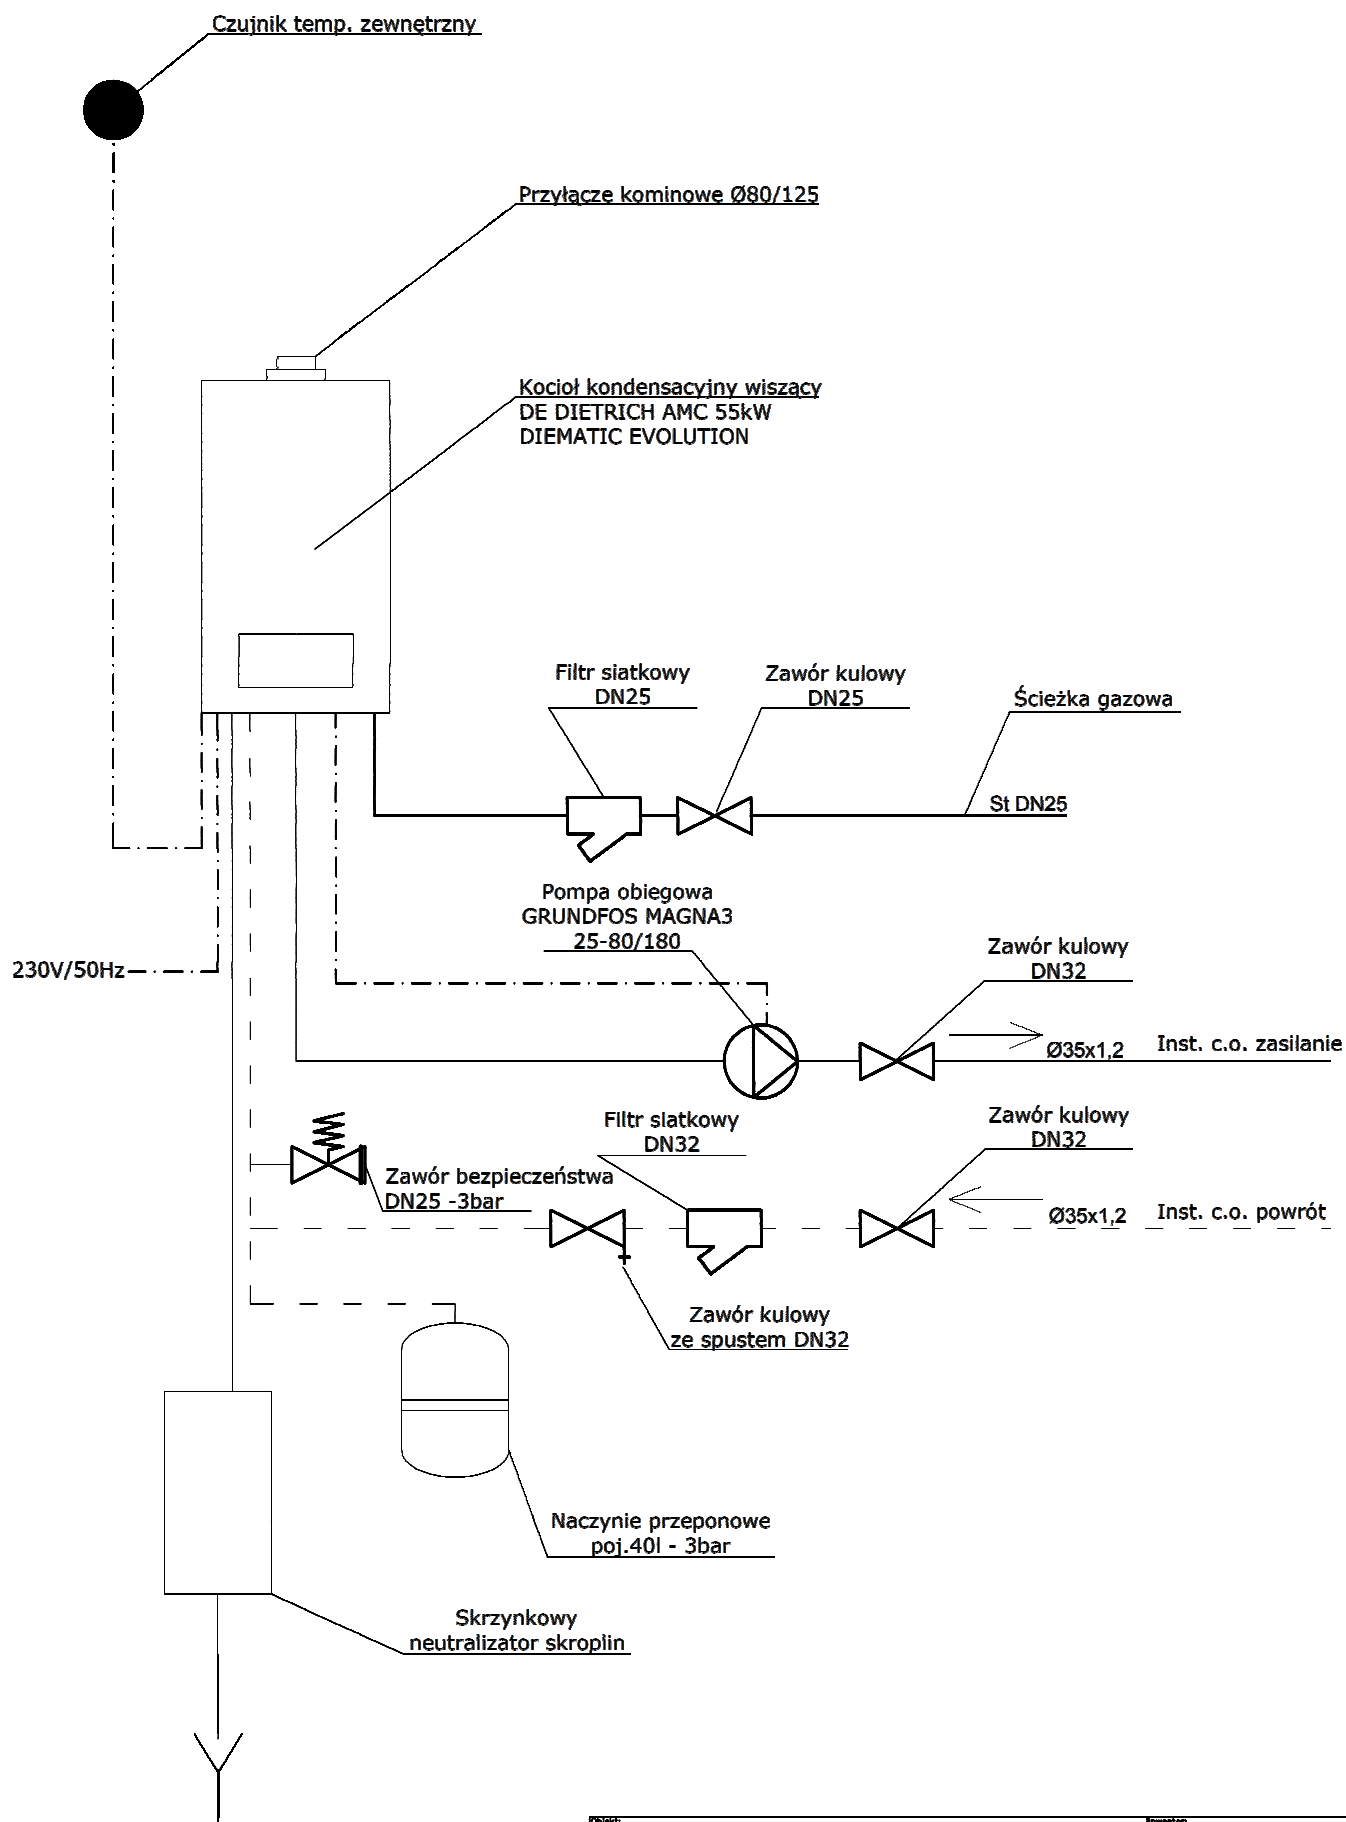 Czujnik temp. zewnętrzny
Przyłącze kominowe Ø80/125
Kocioł kondensacyjny wiszący
DE DIETRICH AMC 55kW
DIEMATIC EVOLUTION
Filtr siatkowy
DN25
Zawór kulowy
DN25
Ścieżka gazowa
St DN25
Pompa obiegowa
GRUNDFOS MAGNA3
25-80/180
230V/50Hz
Zawór kulowy
DN32
Ø35x1,2
Inst. c.o. zasilanie
Filtr siatkowy
DN32
Zawór kulowy
DN32
Zawór bezpieczeństwa
DN25 -3bar
Ø35x1,2
Inst. c.o. powrót
Zawór kulowy
ze spustem DN32
Naczynie przeponowe
poj.40l - 3bar
Skrzynkowy
neutralizator skroplin